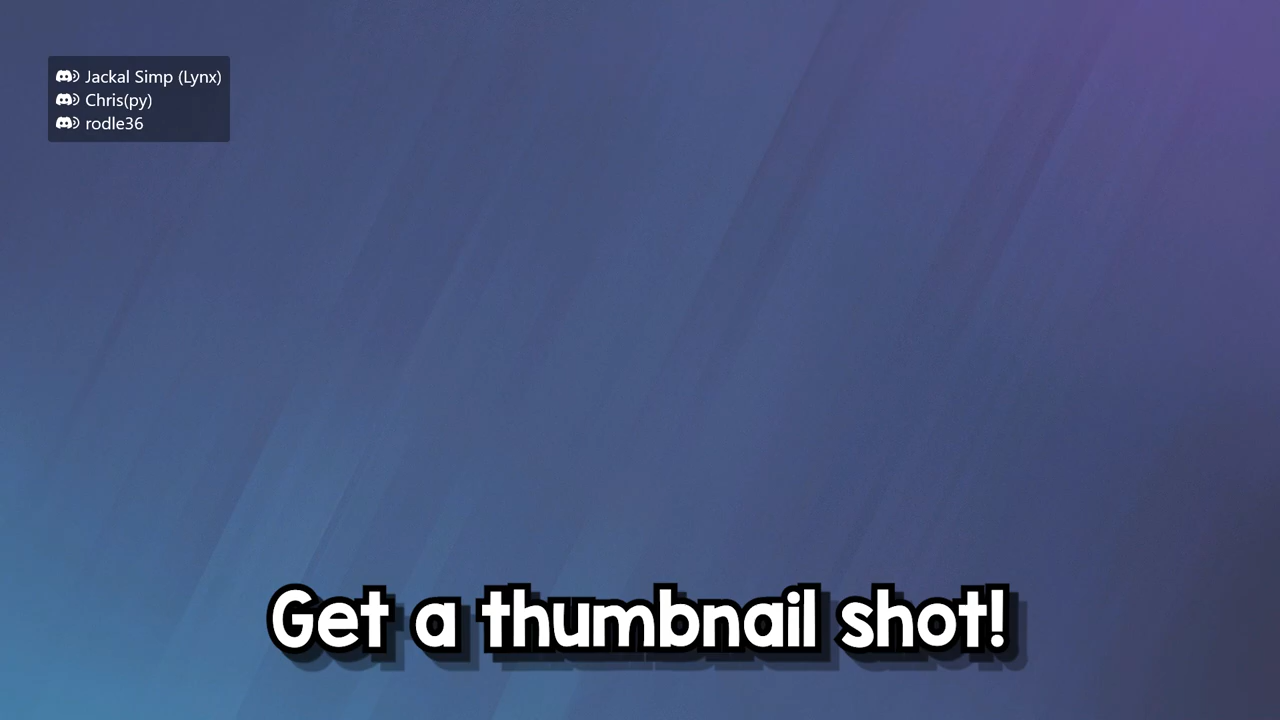 Jackal Simp (Lynx)
Chris(py)
rodle36
Get a thumbnail shot!